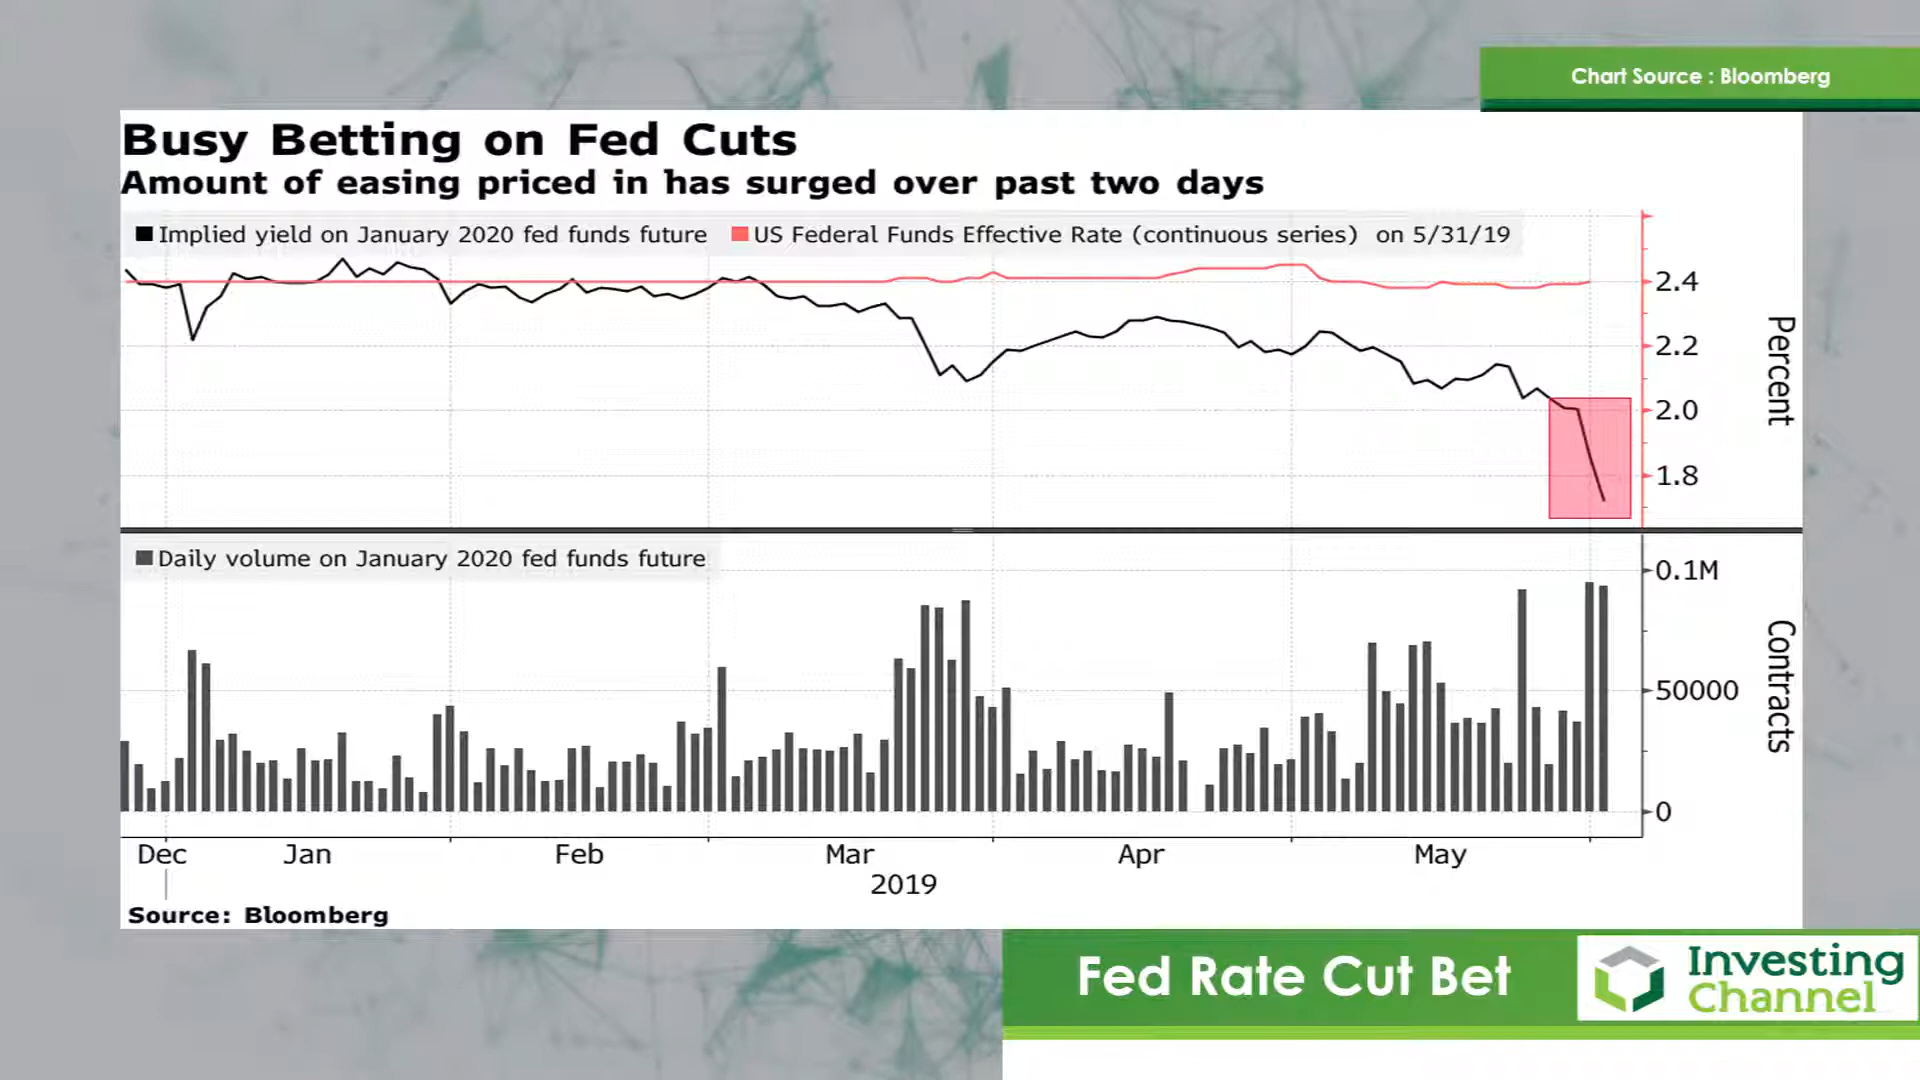 Chart Source : Bloomberg
Busy Betting on Fed Cuts
Amount of easing priced in has surged over past two days
Implied yield on January 2020 fed funds future US Federal Funds Effective Rate (continuous series) on 5/31/19
2.4
2.2
2.0
1.8
Percent
Daily volume on January 2020 fed funds future
0.1M
50000
0
Contracts
Dec Jan Feb Mar Apr May
2019
Source: Bloomberg
Fed Rate Cut Bet
Investing
Channel